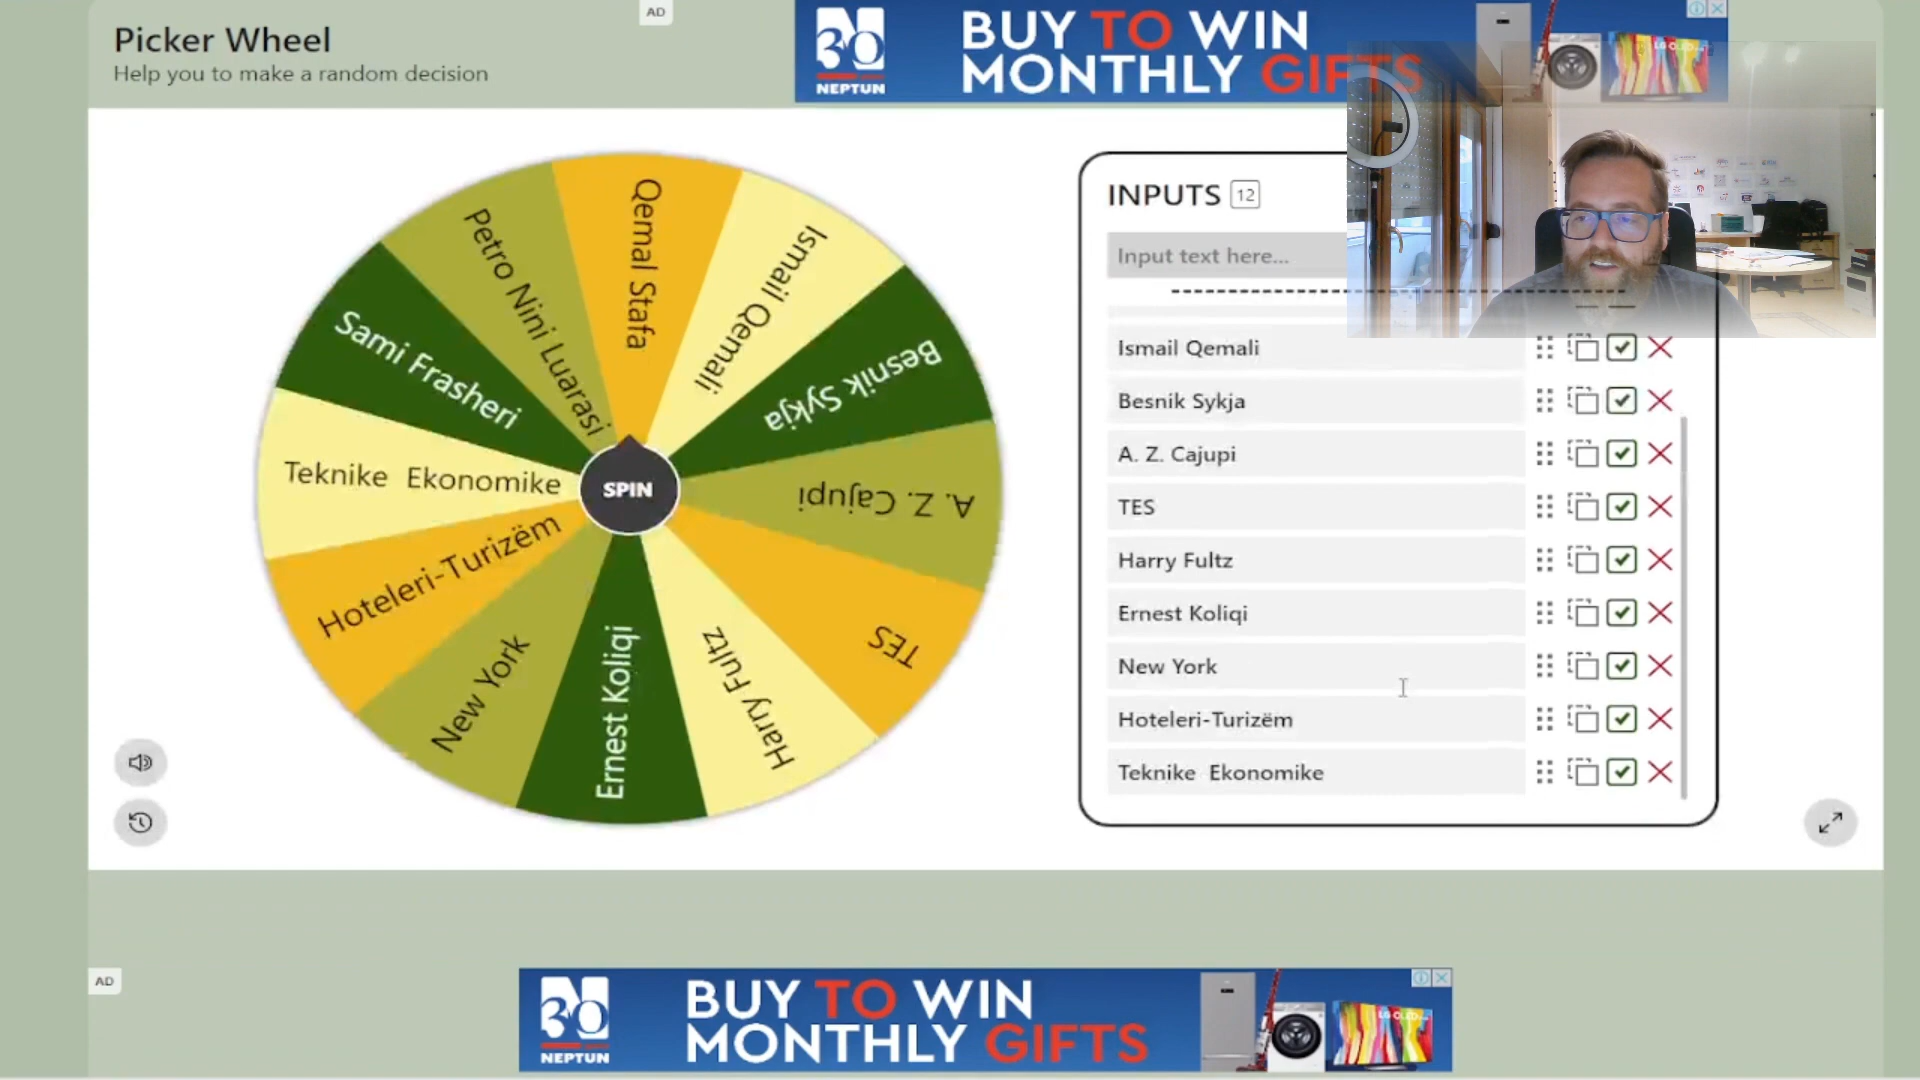 Picker Wheel
Help you to make a random decision
AD
30
NEPTUN
BUY TO WIN
MONTHLY GIFTS
Qemal Stafa
Ismail Qemali
Besnik Sykja
A. Z. Cajupi
TES
Harry Fultz
Ernest Koliqi
New York
Hoteleri-Turizëm
Teknike Ekonomike
Sami Frasheri
Petro Nini Luarasi
SPIN
INPUTS 12
Input text here...
Ismail Qemali
Besnik Sykja
A. Z. Cajupi
TES
Harry Fultz
Ernest Koliqi
New York
Hoteleri-Turizëm
Teknike Ekonomike
AD
30
NEPTUN
BUY TO WIN
MONTHLY GIFTS